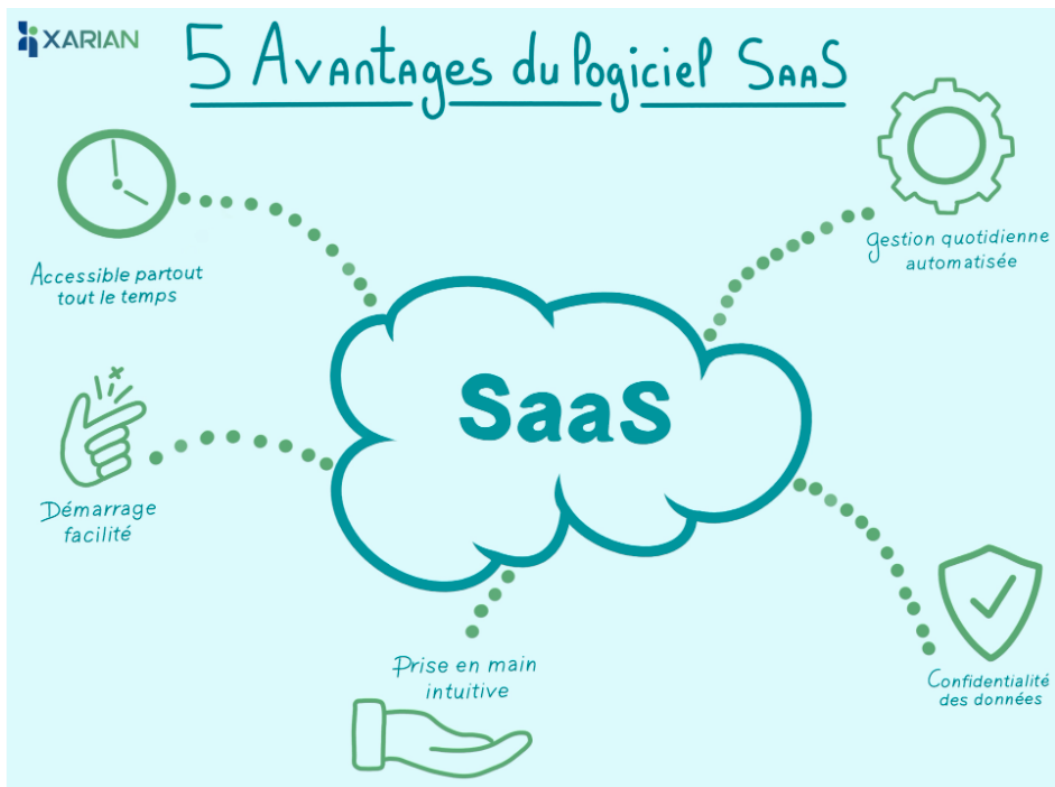 XARIAN
5 Avantages du logiciel SaaS
Accessible partout
tout le temps
Gestion quotidienne
automatisée
SaaS
Démarrage
facilité
Prise en main
intuitive
Confidentialité
des données